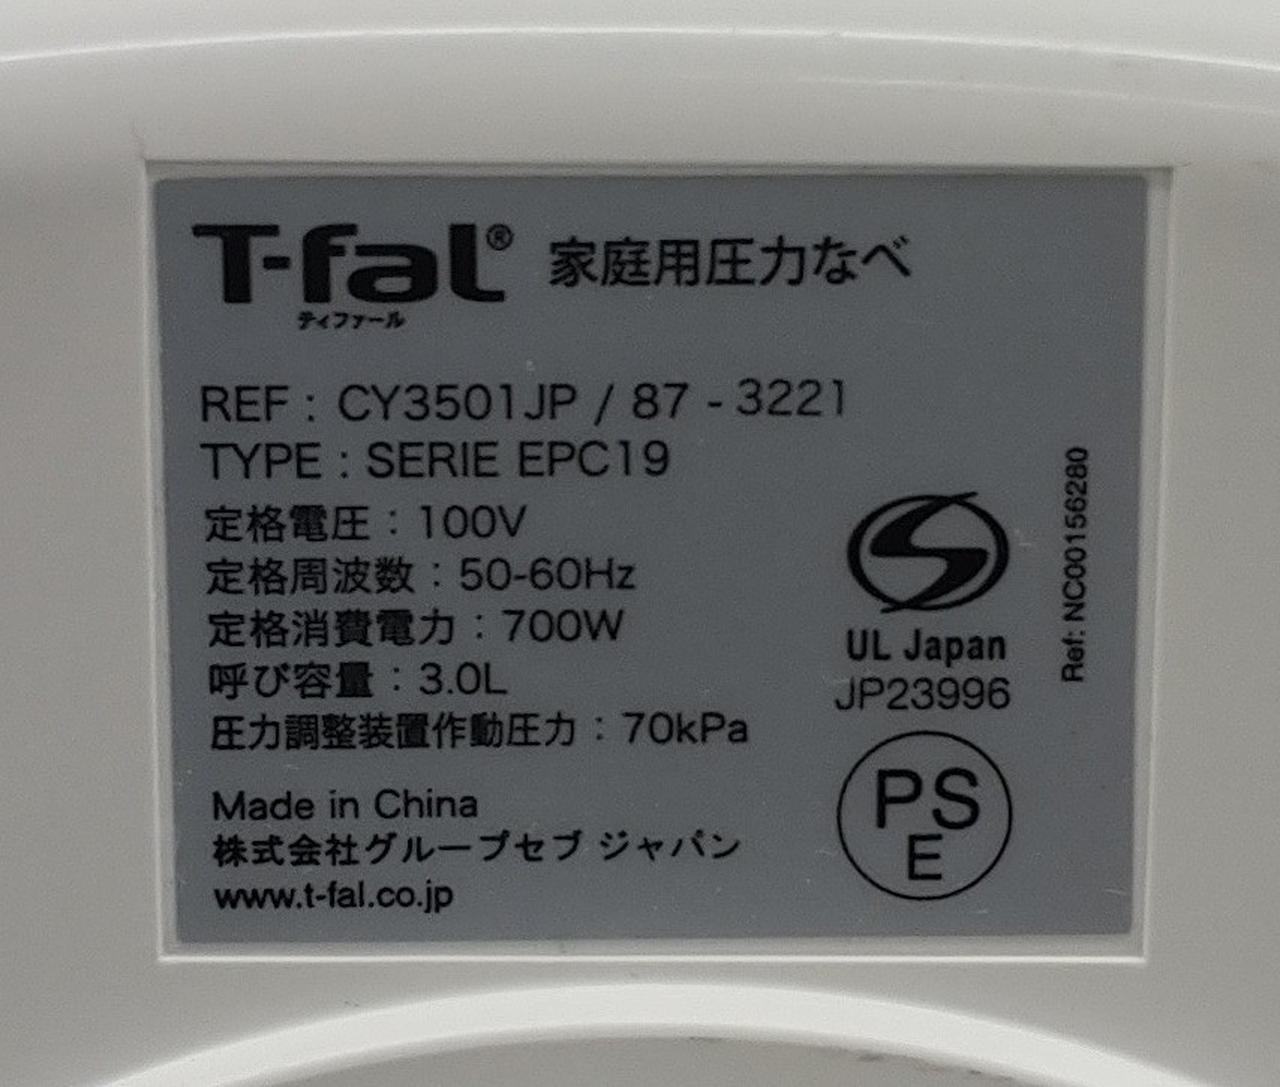 T-fal® 家庭用圧力なべ
ティファール
REF : CY3501JP / 87 - 3221
TYPE : SERIE EPC19
定格電圧 : 100V
定格周波数 : 50-60Hz
定格消費電力 : 700W
呼び容量 : 3.0L
圧力調整装置作動圧力 : 70kPa
Made in China
株式会社グループセブ ジャパン
www.t-fal.co.jp
S
UL Japan
JP23996
PS
E
Ref: NC00156280